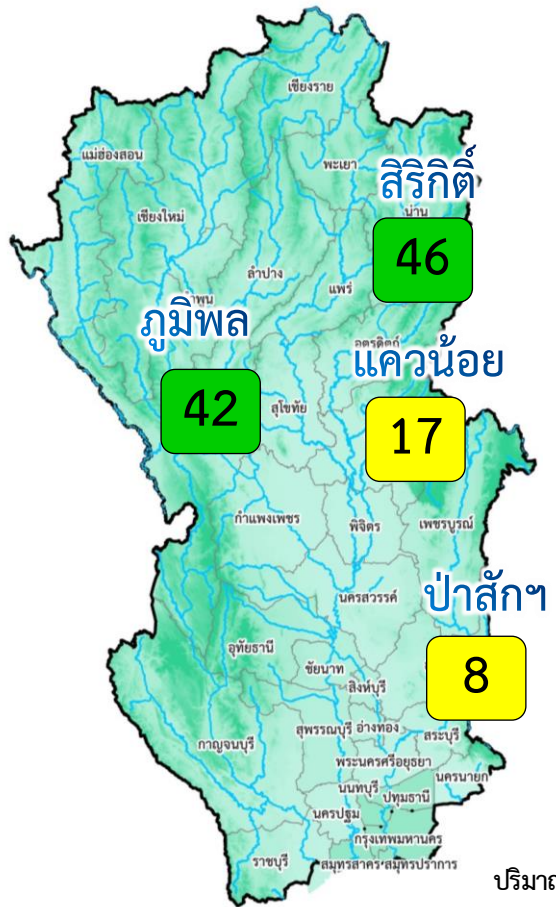 เชียงราย
แม่ฮ่องสอน
พะเยา
สิริกิติ์
น่าน
เชียงใหม่
46
ลำปาง
แพร่
ภูมิพล
แควน้อย
42
สุโขทัย
17
กำแพงเพชร
พิจิตร
เพชรบูรณ์
นครสวรรค์
ป่าสักฯ
อุทัยธานี
ชัยนาท
8
สิงห์บุรี
สุพรรณบุรี อ่างทอง
สระบุรี
กาญจนบุรี
พระนครศรีอยุธยา
นครนายก
นนทบุรี
ปทุมธานี
นครปฐม
กรุงเทพมหานคร
ราชบุรี
สมุทรสาคร สมุทรปราการ